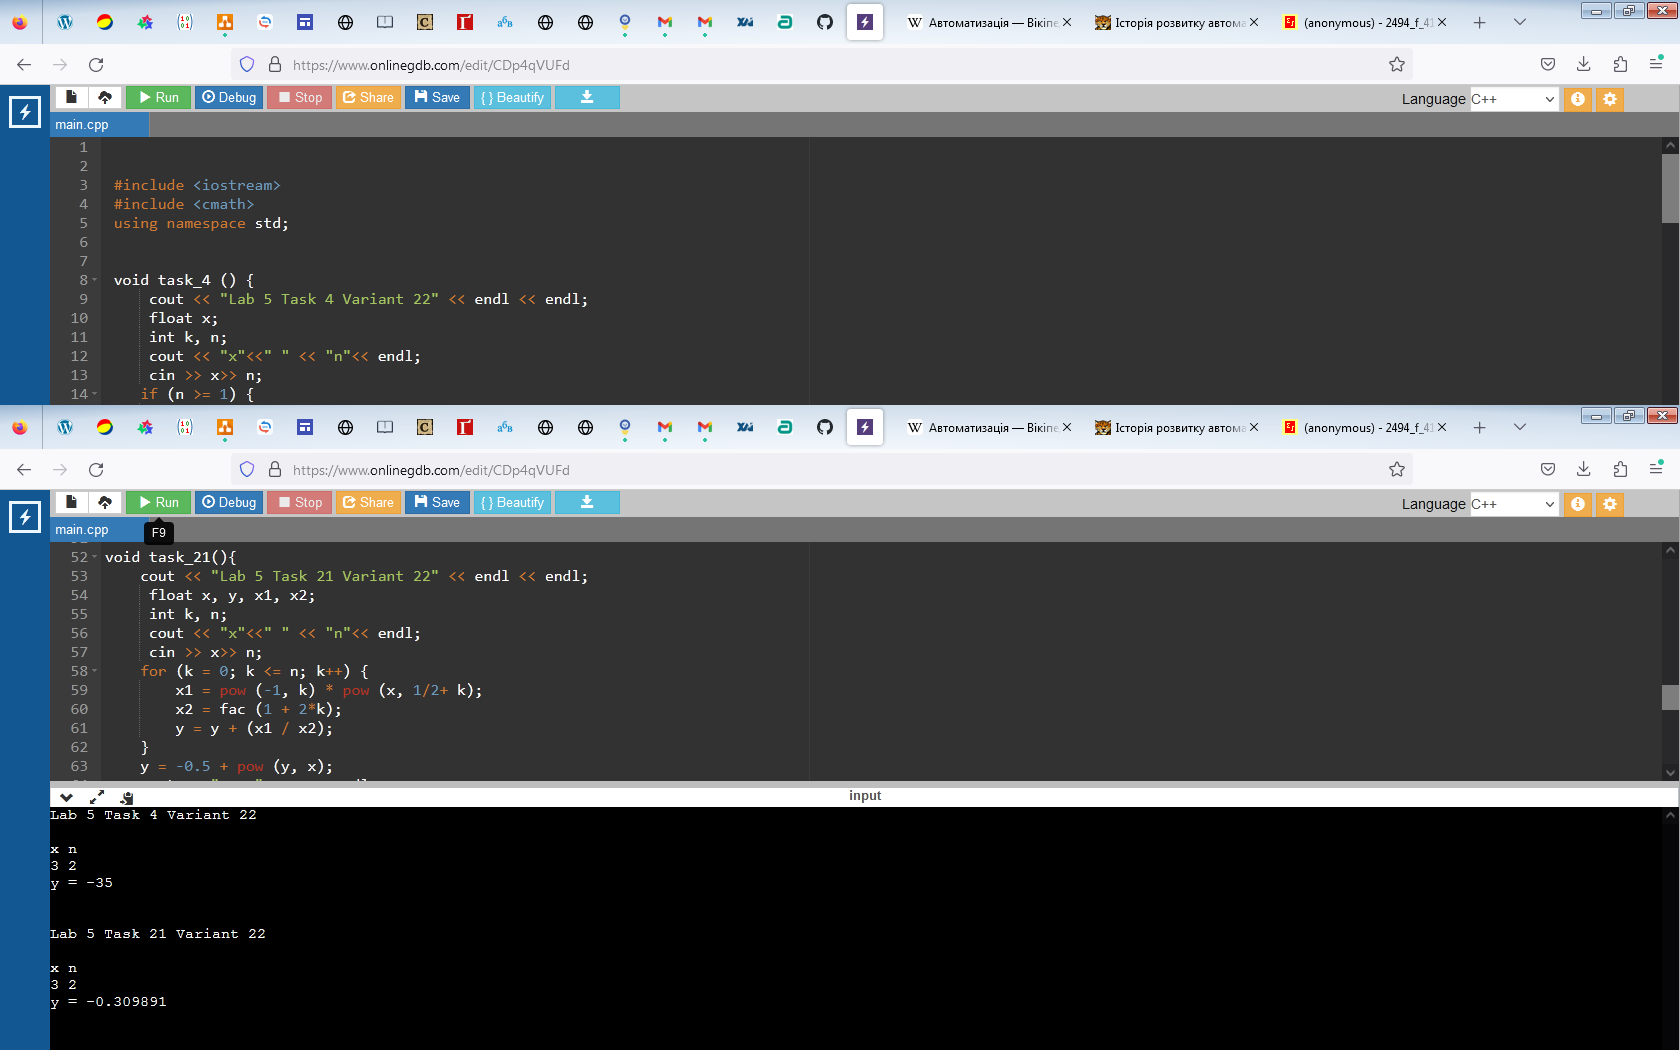 W Автоматизація — Вікіпе
Історія розвитку автома
(anonymous) - 2494_f_41
https://www.onlinegdb.com/edit/CDp4qVUFd
Run Debug Stop Share Save { } Beautify
Language C++
main.cpp
1
2
3 #include <iostream>
4 #include <cmath>
5 using namespace std;
6
7
8 void task_4 () {
9 cout << "Lab 5 Task 4 Variant 22" << endl << endl;
10 float x;
11 int k, n;
12 cout << "x"<<" " << "n"<< endl;
13 cin >> x>> n;
14 if (n >= 1) {
W Автоматизація — Вікіпе
Історія розвитку автома
(anonymous) - 2494_f_41
https://www.onlinegdb.com/edit/CDp4qVUFd
Run Debug Stop Share Save { } Beautify
Language C++
main.cpp
F9
52 void task_21(){
53 cout << "Lab 5 Task 21 Variant 22" << endl << endl;
54 float x, y, x1, x2;
55 int k, n;
56 cout << "x"<<" " << "n"<< endl;
57 cin >> x>> n;
58 for (k = 0; k <= n; k++) {
59 x1 = pow (-1, k) * pow (x, 1/2+ k);
60 x2 = fac (1 + 2*k);
61 y = y + (x1 / x2);
62 }
63 y = -0.5 + pow (y, x);
input
Lab 5 Task 4 Variant 22
x n
3 2
y = -35
Lab 5 Task 21 Variant 22
x n
3 2
y = -0.309891